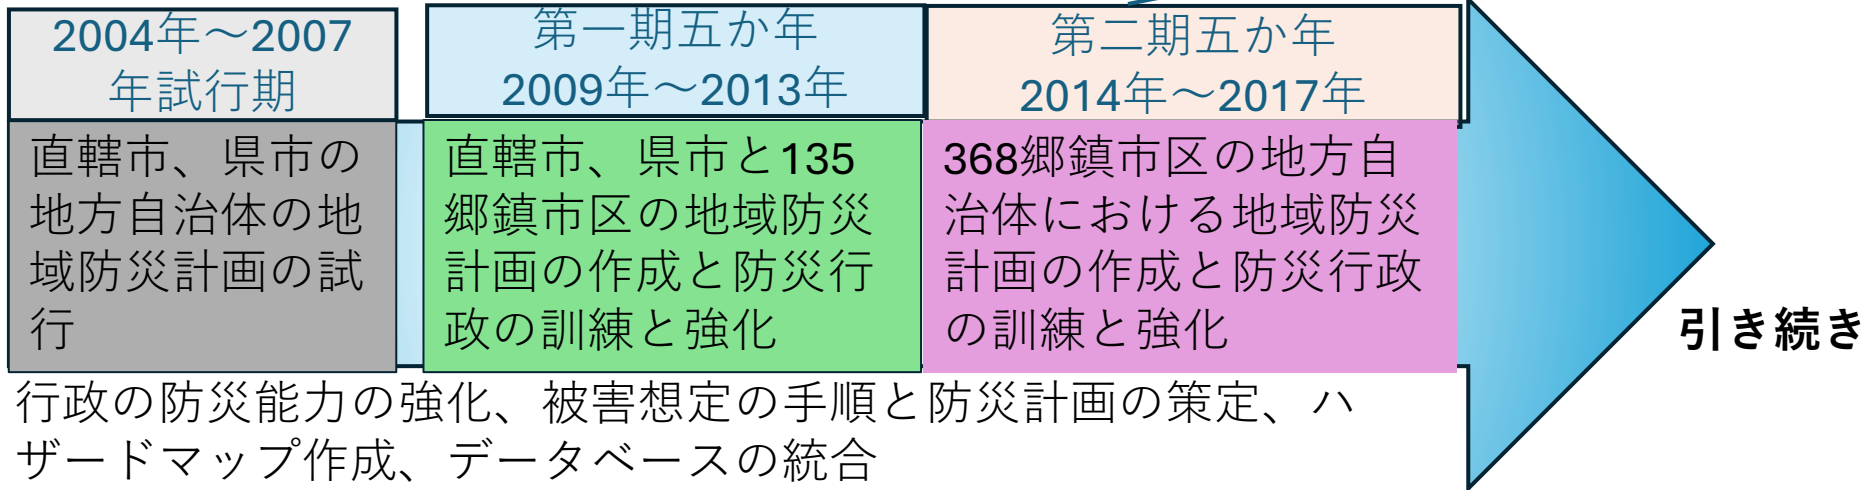 2004年～2007
年試行期
第一期五か年
2009年～2013年
第二期五か年
2014年～2017年
直轄市、県市の
地方自治体の地
域防災計画の試
行
直轄市、県市と135
郷鎮市区の地域防災
計画の作成と防災行
政の訓練と強化
368郷鎮市区の地方自
治体における地域防災
計画の作成と防災行政
の訓練と強化
引き続き
行政の防災能力の強化、被害想定の手順と防災計画の策定、ハ
ザードマップ作成、データベースの統合